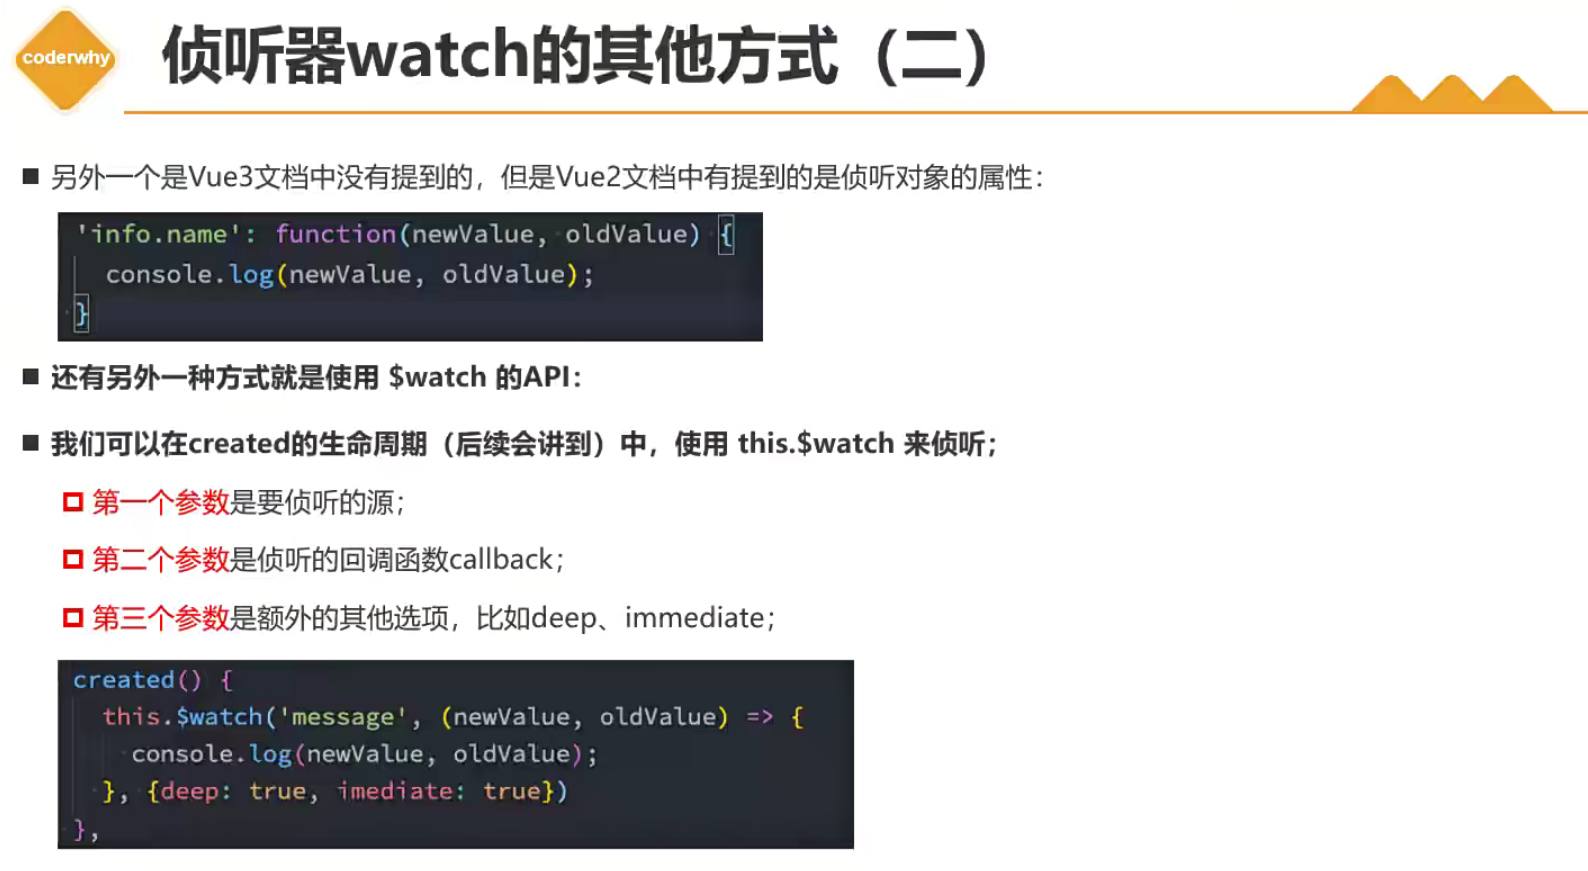 coderwhy
侦听器watch的其他方式（二）
另外一个是Vue3文档中没有提到的，但是Vue2文档中有提到的是侦听对象的属性：
'info.name': function(newValue, oldValue) {
console.log(newValue, oldValue);
}
还有另外一种方式就是使用 $watch 的API：
我们可以在created的生命周期（后续会讲到）中，使用 this.$watch 来侦听；
第一个参数是要侦听的源；
第二个参数是侦听的回调函数callback；
第三个参数是额外的其他选项，比如deep、immediate；
created() {
this.$watch('message', (newValue, oldValue) => {
console.log(newValue, oldValue);
}, {deep: true, imediate: true})
},